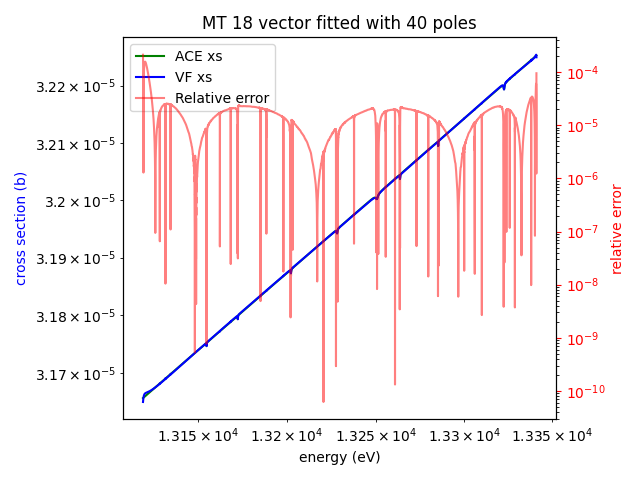 MT 18 vector fitted with 40 poles
ACE xs
VF xs
Relative error
3.22 × 10⁻⁵
3.21 × 10⁻⁵
3.2 × 10⁻⁵
3.19 × 10⁻⁵
3.18 × 10⁻⁵
3.17 × 10⁻⁵
cross section (b)
10⁻⁴
10⁻⁵
10⁻⁶
10⁻⁷
10⁻⁸
10⁻⁹
10⁻¹⁰
relative error
1.315 × 10⁴ 1.32 × 10⁴ 1.325 × 10⁴ 1.33 × 10⁴ 1.335 × 10⁴
energy (eV)